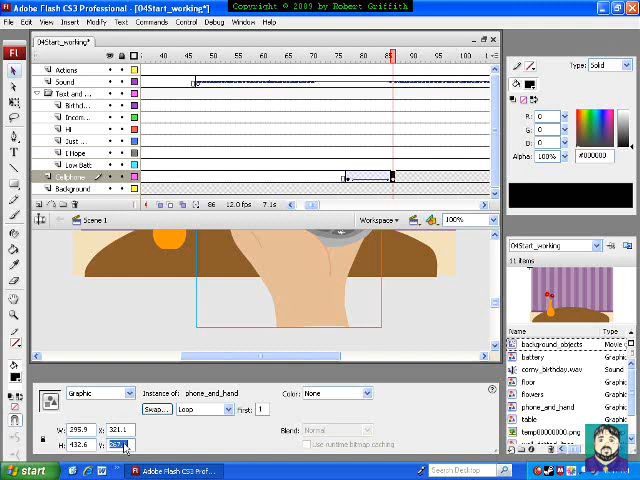 Adobe Flash CS3 Professional - [04Start_working*]
Copyright © 2009 by Robert Griffith
File Edit View Insert Modify Text Commands Control Debug Window Help
04Start_working*
40 45 50 55 60 65 70 75 80 85 90 95 100
Actions
Sound
Text and ...
Birthd...
Incom...
Hi
Just ...
I Hope
Low Batt
Cellphone
Background
86 12.0 fps 7.1s
Scene 1
Workspace
100%
Graphic
Instance of: phone_and_hand
Color: None
Swap...
Loop
First: 1
W: 295.9 X: 321.1
H: 432.6
Y:
Blend: Normal
Use runtime bitmap caching
Type: Solid
R: 0
G: 0
B: 0
Alpha: 100%
#000000
04Start_working
11 items
Name Type
background_objects Movie
battery Graphic
corny_birthday.wav Sound
floor Graphic
flowers Graphic
phone_and_hand Graphic
table Graphic
temp00000000.png Bitmap
start
Adobe Flash CS3 Prof...
Search Desktop